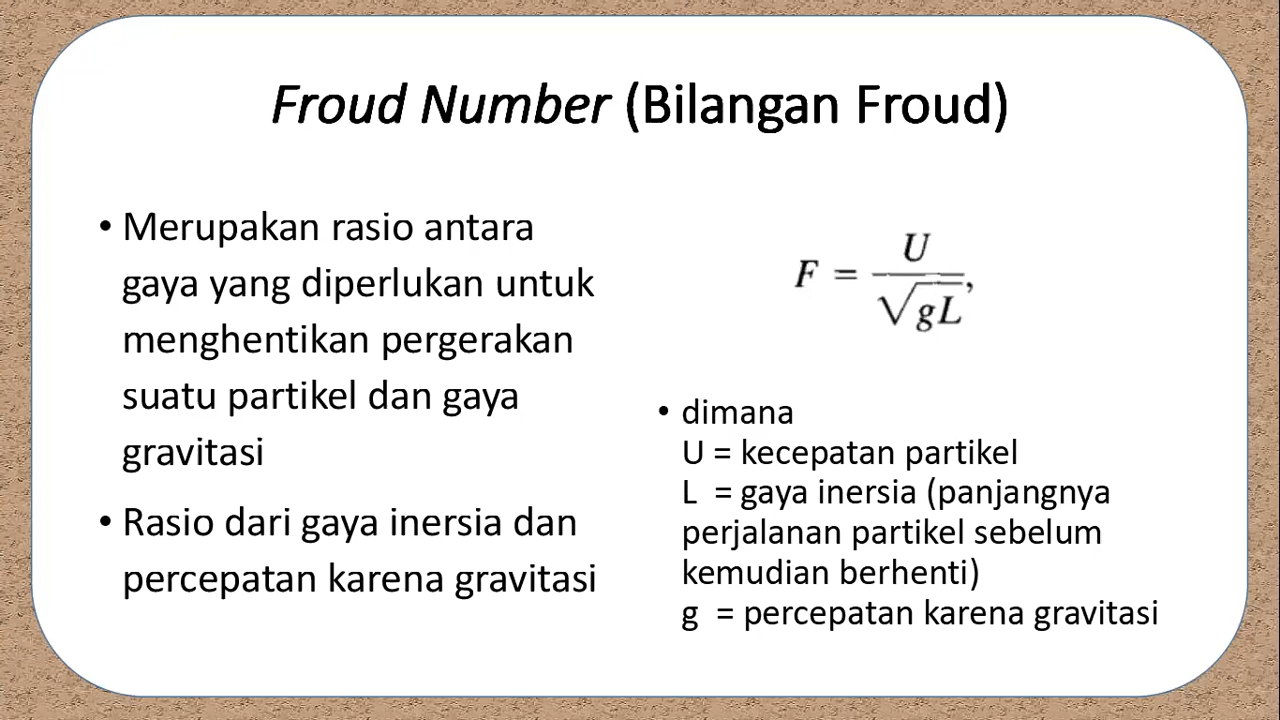 Froud Number (Bilangan Froud)
• Merupakan rasio antara
gaya yang diperlukan untuk
menghentikan pergerakan
suatu partikel dan gaya
gravitasi
• Rasio dari gaya inersia dan
percepatan karena gravitasi
F = U / √gL,
• dimana
U = kecepatan partikel
L = gaya inersia (panjangnya
perjalanan partikel sebelum
kemudian berhenti)
g = percepatan karena gravitasi